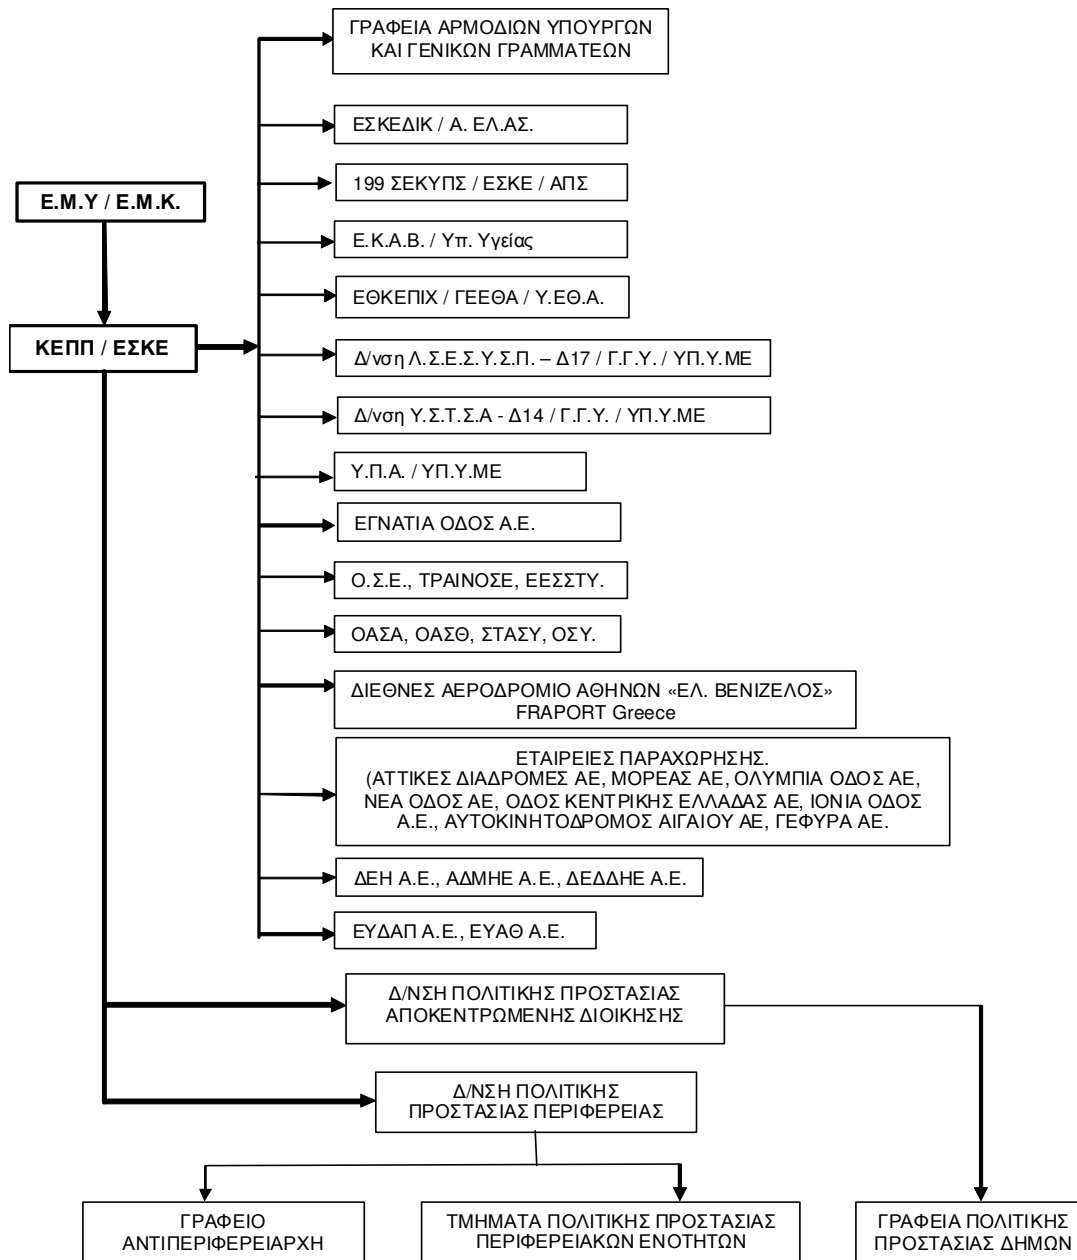 ΓΡΑΦΕΙΑ ΑΡΜΟΔΙΩΝ ΥΠΟΥΡΓΩΝ
ΚΑΙ ΓΕΝΙΚΩΝ ΓΡΑΜΜΑΤΕΩΝ
ΕΣΚΕΔΙΚ / Α. ΕΛ.ΑΣ.
199 ΣΕΚΥΠΣ / ΕΣΚΕ / ΑΠΣ
Ε.Μ.Υ / Ε.Μ.Κ.
Ε.Κ.Α.Β. / Υπ. Υγείας
ΕΘΚΕΠΙΧ / ΓΕΕΘΑ / Υ.ΕΘ.Α.
ΚΕΠΠ / ΕΣΚΕ
Δ/νση Λ.Σ.Ε.Σ.Υ.Σ.Π. – Δ17 / Γ.Γ.Υ. / ΥΠ.Υ.ΜΕ
Δ/νση Υ.Σ.Τ.Σ.Α - Δ14 / Γ.Γ.Υ. / ΥΠ.Υ.ΜΕ
Υ.Π.Α. / ΥΠ.Υ.ΜΕ
ΕΓΝΑΤΙΑ ΟΔΟΣ Α.Ε.
Ο.Σ.Ε., ΤΡΑΙΝΟΣΕ, ΕΕΣΣΤΥ.
ΟΑΣΑ, ΟΑΣΘ, ΣΤΑΣΥ, ΟΣΥ.
ΔΙΕΘΝΕΣ ΑΕΡΟΔΡΟΜΙΟ ΑΘΗΝΩΝ «ΕΛ. ΒΕΝΙΖΕΛΟΣ»
FRAPORT Greece
ΕΤΑΙΡΕΙΕΣ ΠΑΡΑΧΩΡΗΣΗΣ.
(ΑΤΤΙΚΕΣ ΔΙΑΔΡΟΜΕΣ ΑΕ, ΜΟΡΕΑΣ ΑΕ, ΟΛΥΜΠΙΑ ΟΔΟΣ ΑΕ,
ΝΕΑ ΟΔΟΣ ΑΕ, ΟΔΟΣ ΚΕΝΤΡΙΚΗΣ ΕΛΛΑΔΑΣ ΑΕ, ΙΟΝΙΑ ΟΔΟΣ
Α.Ε., ΑΥΤΟΚΙΝΗΤΟΔΡΟΜΟΣ ΑΙΓΑΙΟΥ ΑΕ, ΓΕΦΥΡΑ ΑΕ.
ΔΕΗ Α.Ε., ΑΔΜΗΕ Α.Ε., ΔΕΔΔΗΕ Α.Ε.
ΕΥΔΑΠ Α.Ε., ΕΥΑΘ Α.Ε.
Δ/ΝΣΗ ΠΟΛΙΤΙΚΗΣ ΠΡΟΣΤΑΣΙΑΣ
ΑΠΟΚΕΝΤΡΩΜΕΝΗΣ ΔΙΟΙΚΗΣΗΣ
Δ/ΝΣΗ ΠΟΛΙΤΙΚΗΣ
ΠΡΟΣΤΑΣΙΑΣ ΠΕΡΙΦΕΡΕΙΑΣ
ΓΡΑΦΕΙΟ
ΑΝΤΙΠΕΡΙΦΕΡΕΙΑΡΧΗ
ΤΜΗΜΑΤΑ ΠΟΛΙΤΙΚΗΣ ΠΡΟΣΤΑΣΙΑΣ
ΠΕΡΙΦΕΡΕΙΑΚΩΝ ΕΝΟΤΗΤΩΝ
ΓΡΑΦΕΙΑ ΠΟΛΙΤΙΚΗΣ
ΠΡΟΣΤΑΣΙΑΣ ΔΗΜΩΝ